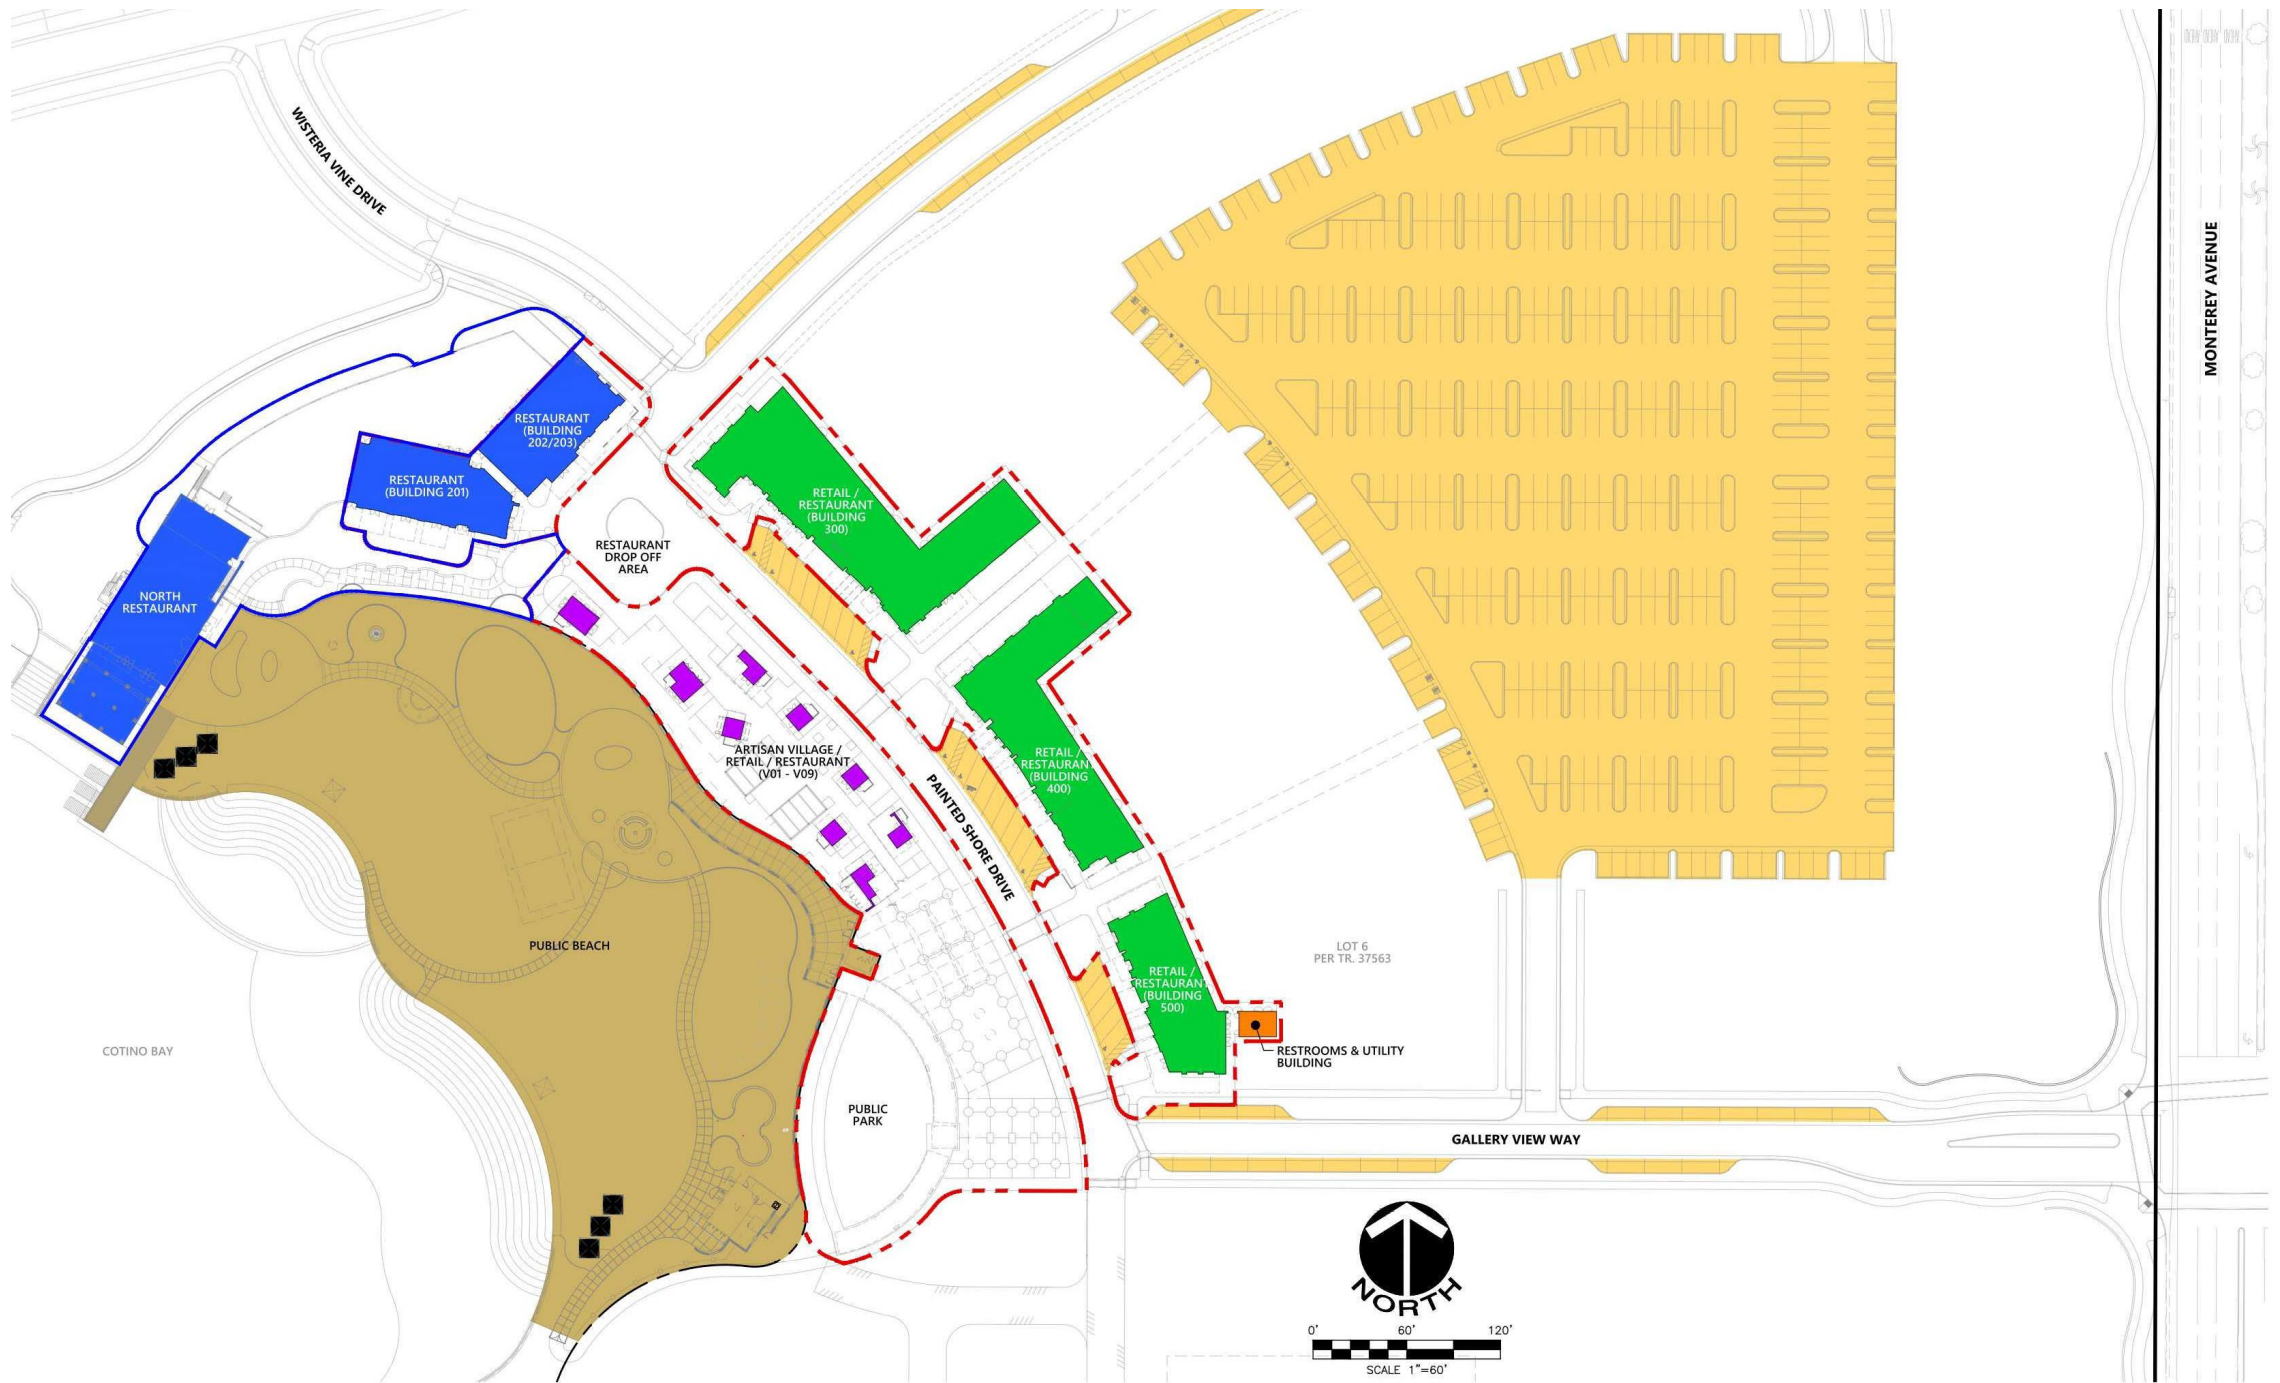 WISTERIA VINE DRIVE
MONTEREY AVENUE
RESTAURANT
(BUILDING
202/203)
RESTAURANT
(BUILDING 201)
RETAIL /
RESTAURANT
(BUILDING
300)
RESTAURANT
DROP OFF
AREA
NORTH
RESTAURANT
ARTISAN VILLAGE /
RETAIL / RESTAURANT
(V01 - V09)
RETAIL /
RESTAURANT
(BUILDING
400)
PAINTED SHORE DRIVE
PUBLIC BEACH
LOT 6
PER TR. 37563
RETAIL /
RESTAURANT
(BUILDING
500)
RESTROOMS & UTILITY
BUILDING
COTINO BAY
PUBLIC
PARK
GALLERY VIEW WAY
NORTH
0' 60' 120'
SCALE 1"=60'